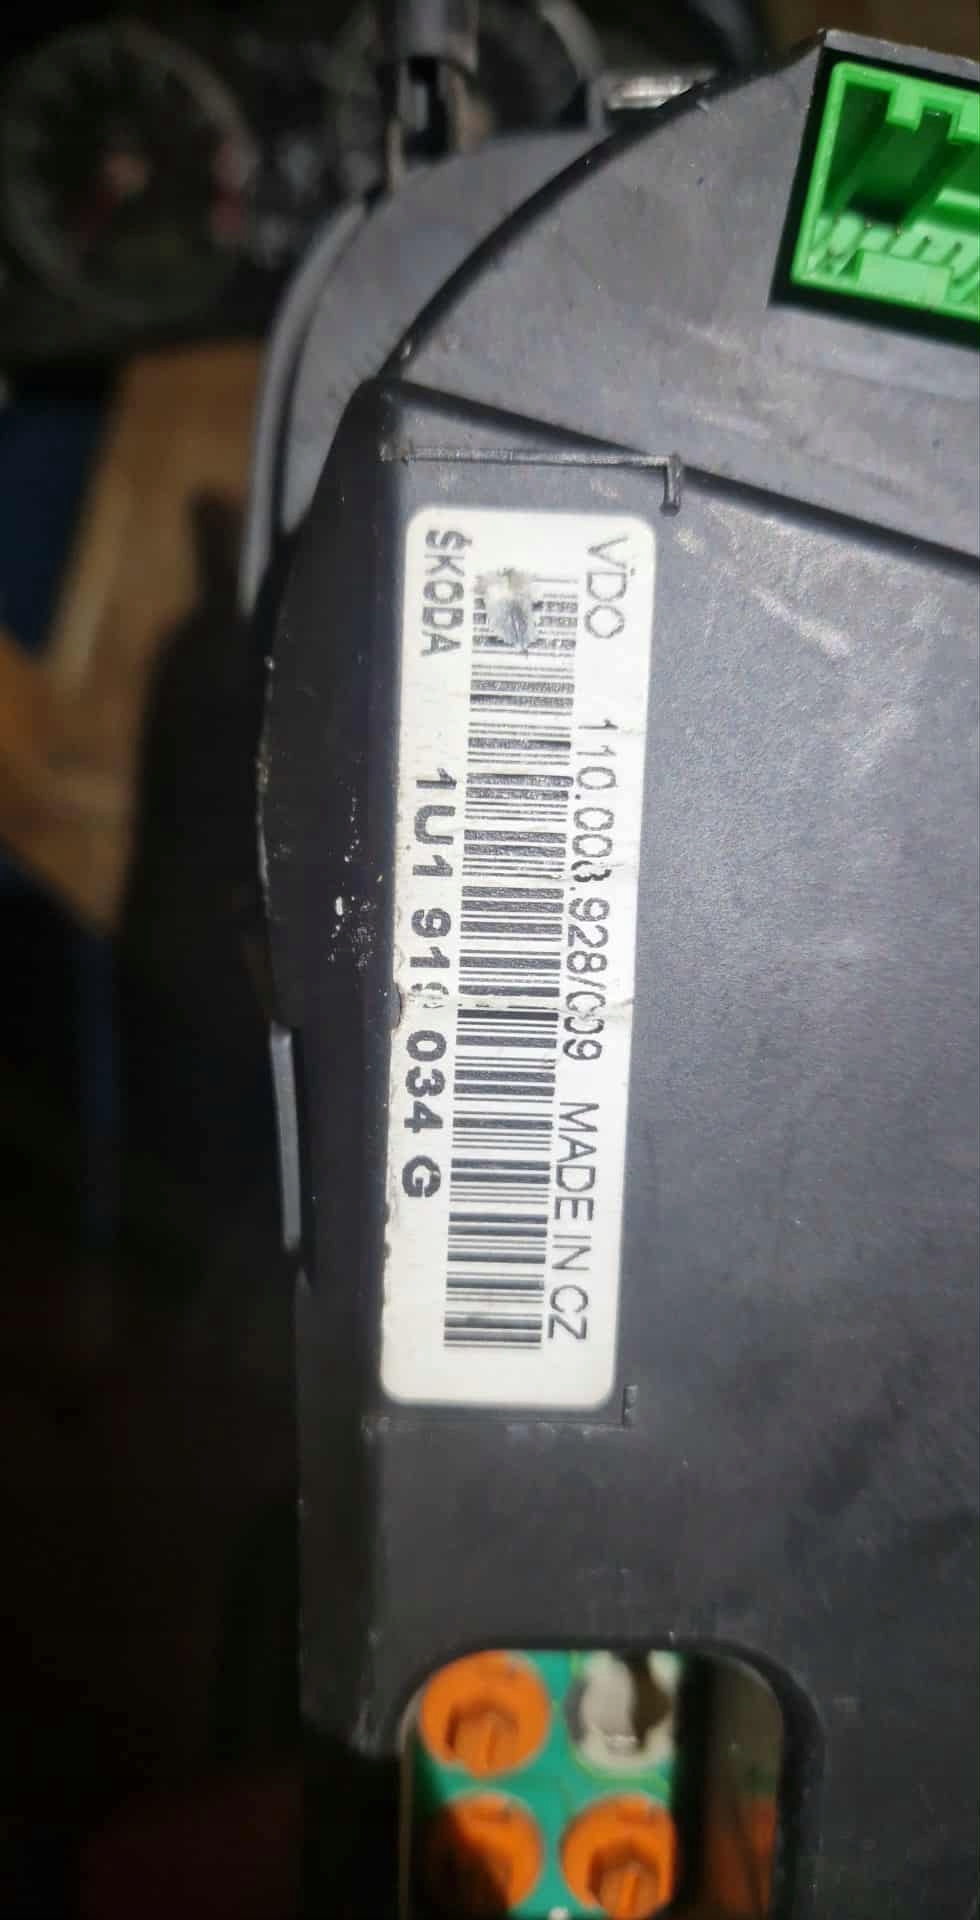 VDO 110.008.928/009 MADE IN CZ
ŠKODA 1U1 919 034 G